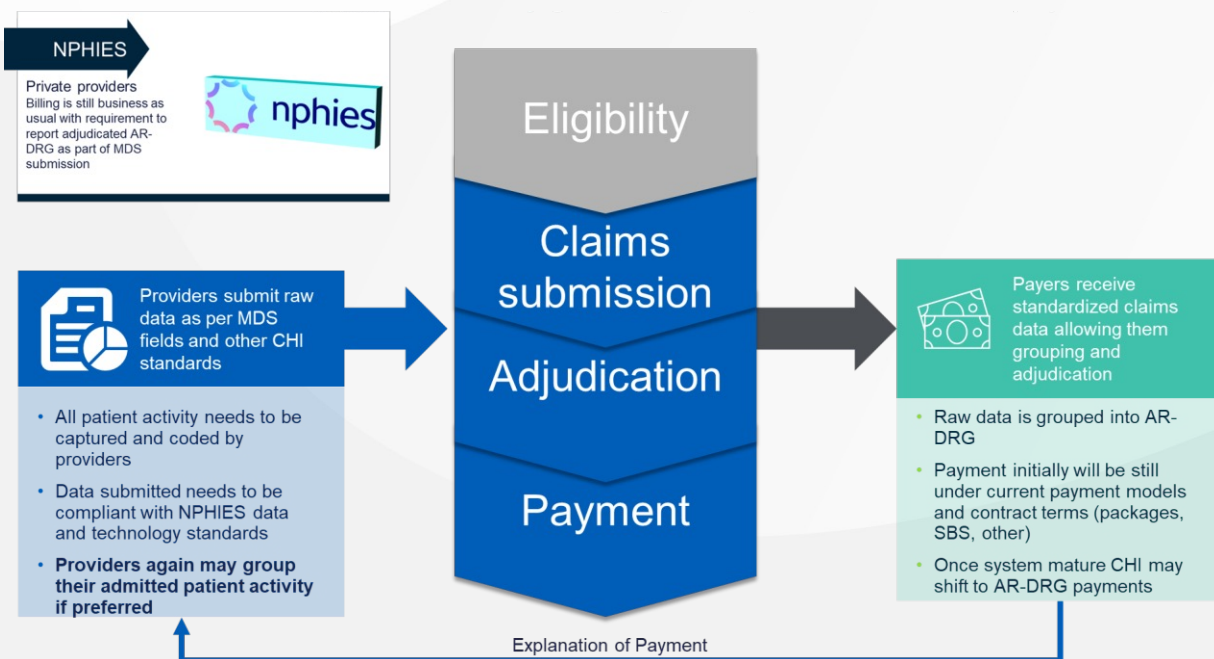 NPHIES
Private providers
Billing is still business as
usual with requirement to
report adjudicated AR-
DRG as part of MDS
submission
nphies
Eligibility
Claims
submission
Adjudication
Payment
Providers submit raw
data as per MDS
fields and other CHI
standards
• All patient activity needs to be
captured and coded by
providers
• Data submitted needs to be
compliant with NPHIES data
and technology standards
• Providers again may group
their admitted patient activity
if preferred
Payers receive
standardized claims
data allowing them
grouping and
adjudication
• Raw data is grouped into AR-
DRG
• Payment initially will be still
under current payment models
and contract terms (packages,
SBS, other)
• Once system mature CHI may
shift to AR-DRG payments
Explanation of Payment